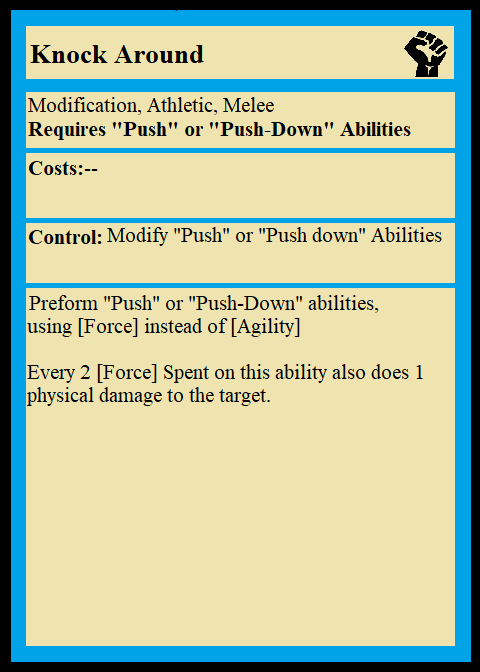 Knock Around
Modification, Athletic, Melee
Requires "Push" or "Push-Down" Abilities
Costs:--
Control: Modify "Push" or "Push down" Abilities
Preform "Push" or "Push-Down" abilities,
using [Force] instead of [Agility]
Every 2 [Force] Spent on this ability also does 1
physical damage to the target.